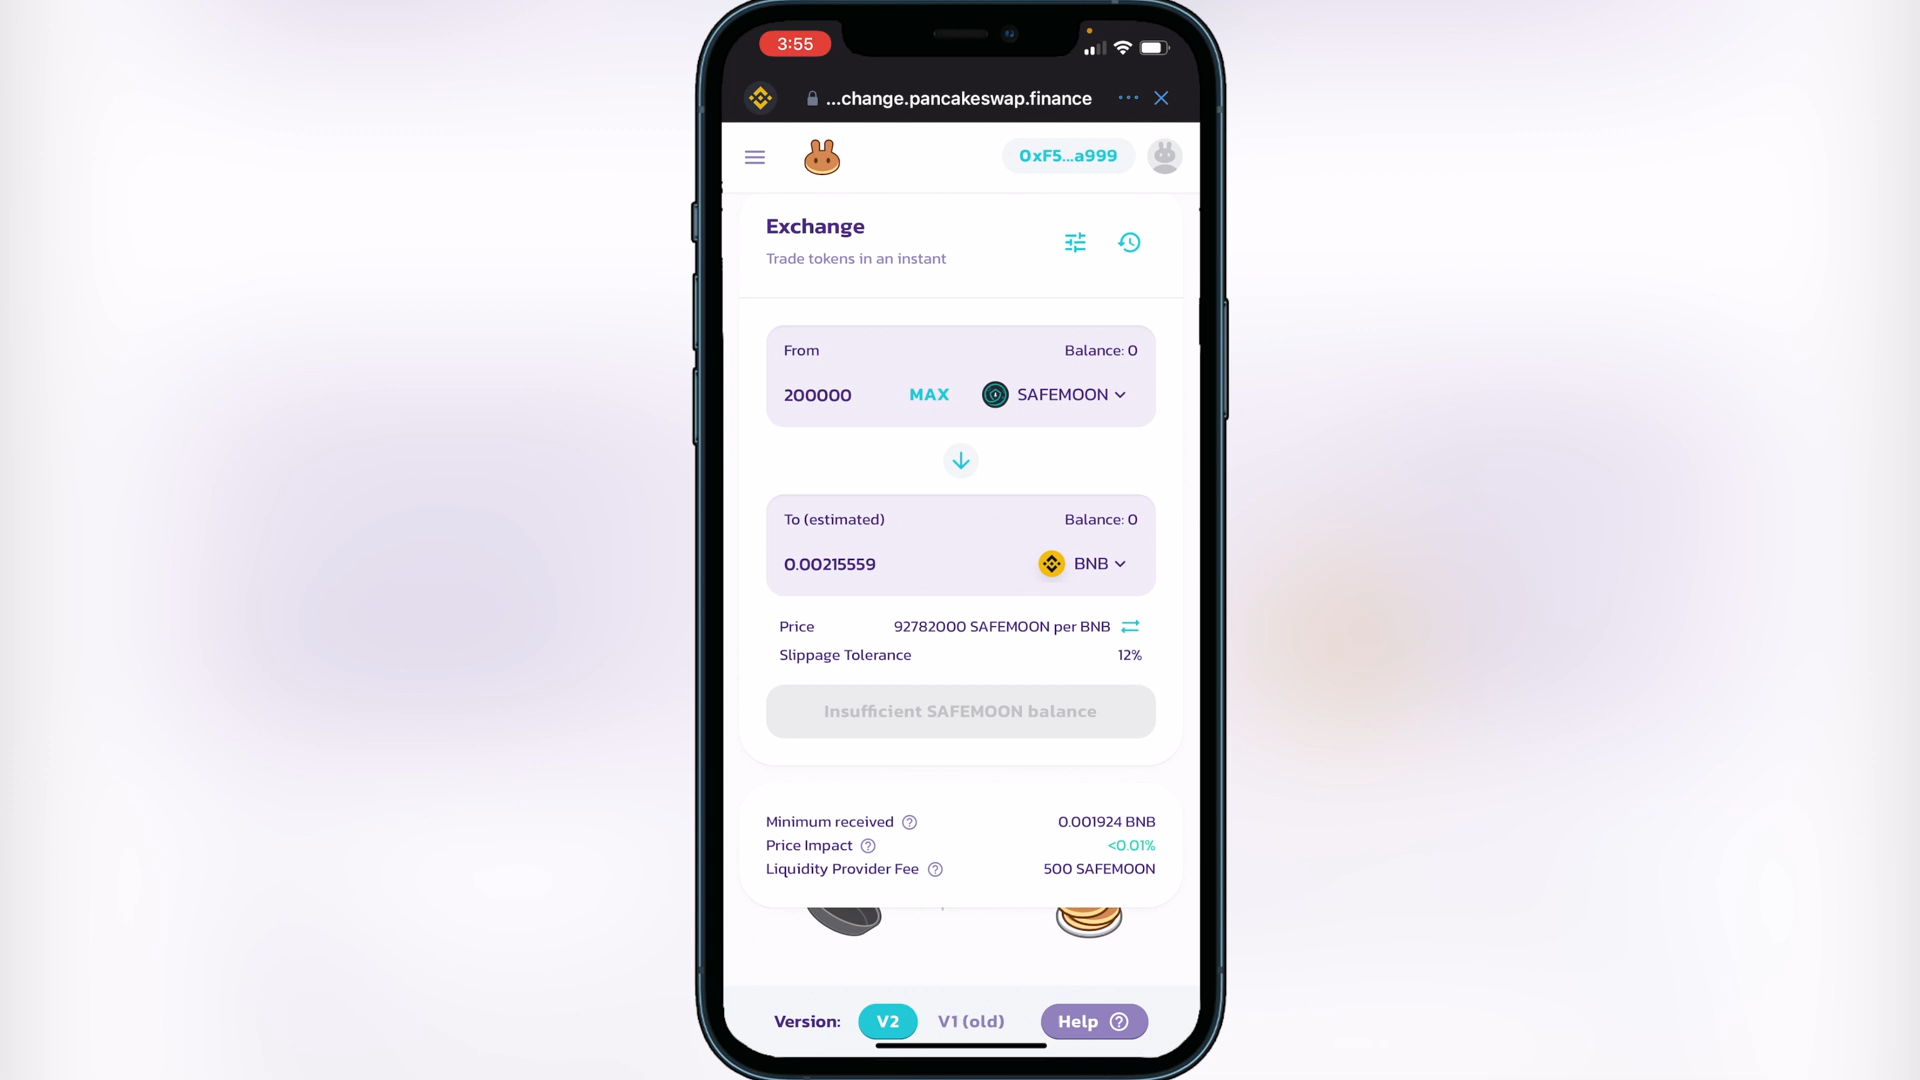 3:55
...change.pancakeswap.finance
0xF5...a999
Exchange
Trade tokens in an instant
From
Balance: 0
200000
MAX
SAFEMOON
To (estimated)
Balance: 0
0.00215559
BNB
Price
92782000 SAFEMOON per BNB
Slippage Tolerance
12%
Insufficient SAFEMOON balance
Minimum received ?
0.001924 BNB
Price Impact ?
<0.01%
Liquidity Provider Fee ?
500 SAFEMOON
Version:
V2
V1 (old)
Help ?